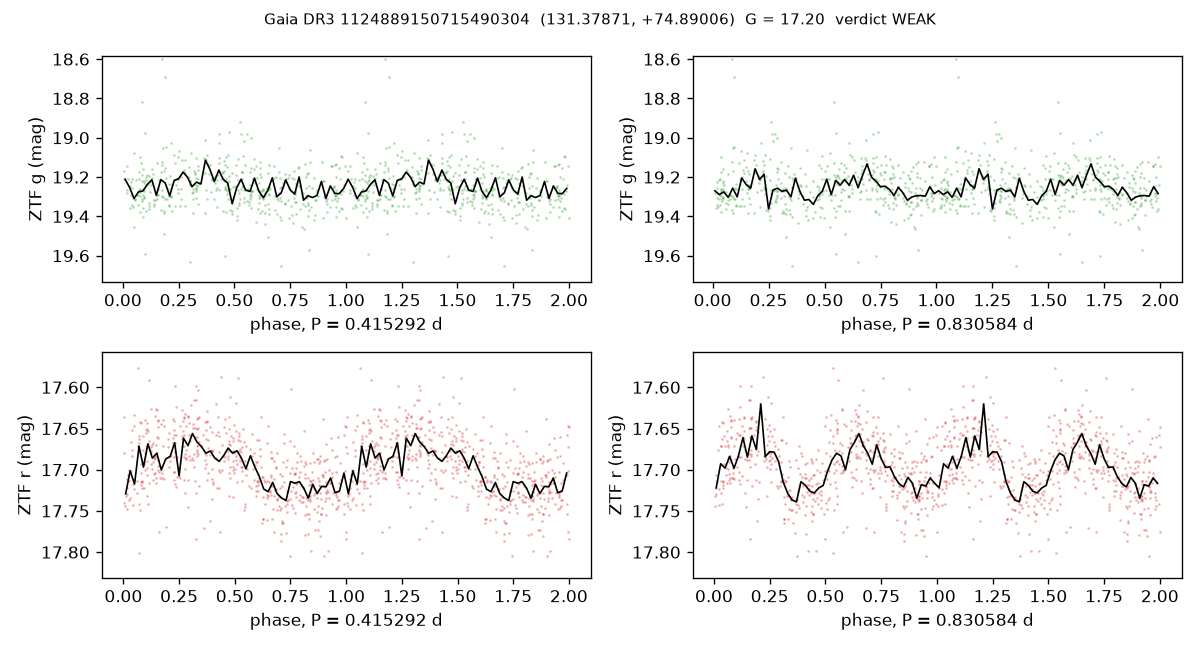 Gaia DR3 1124889150715490304 (131.37871, +74.89006) G = 17.20 verdict WEAK
ZTF g (mag)
18.6
18.8
19.0
19.2
19.4
19.6
0.00 0.25 0.50 0.75 1.00 1.25 1.50 1.75 2.00
phase, P = 0.415292 d
ZTF g (mag)
18.6
18.8
19.0
19.2
19.4
19.6
0.00 0.25 0.50 0.75 1.00 1.25 1.50 1.75 2.00
phase, P = 0.830584 d
ZTF r (mag)
17.60
17.65
17.70
17.75
17.80
0.00 0.25 0.50 0.75 1.00 1.25 1.50 1.75 2.00
phase, P = 0.415292 d
ZTF r (mag)
17.60
17.65
17.70
17.75
17.80
0.00 0.25 0.50 0.75 1.00 1.25 1.50 1.75 2.00
phase, P = 0.830584 d